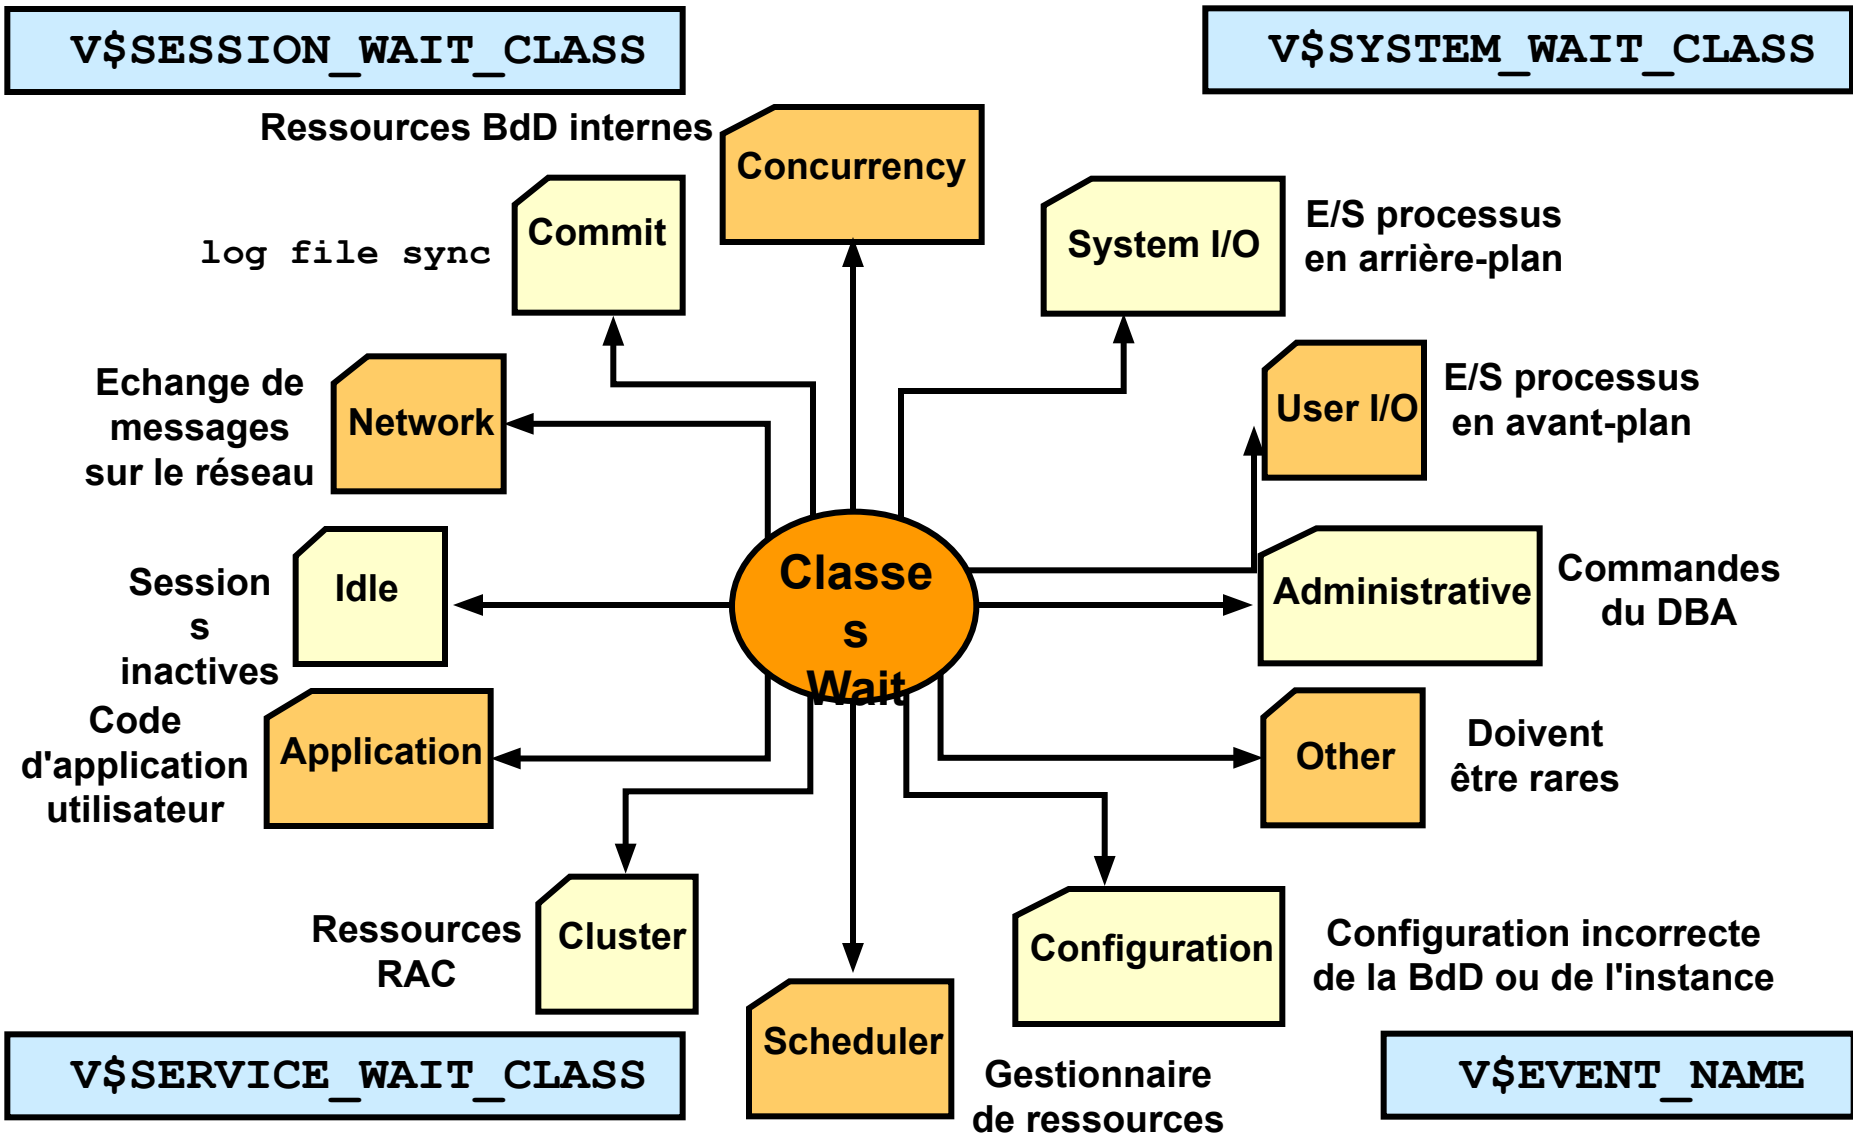 V$SESSION_WAIT_CLASS
V$SYSTEM_WAIT_CLASS
Ressources BdD internes
Concurrency
Commit
log file sync
System I/O
E/S processus
en arrière-plan
Echange de
messages
sur le réseau
Network
User I/O
E/S processus
en avant-plan
Session
s
inactives
Idle
Classe
s
Wait
Administrative
Commandes
du DBA
Code
d'application
utilisateur
Application
Other
Doivent
être rares
Ressources
RAC
Cluster
Scheduler
Gestionnaire
de ressources
Configuration
Configuration incorrecte
de la BdD ou de l'instance
V$SERVICE_WAIT_CLASS
V$EVENT_NAME